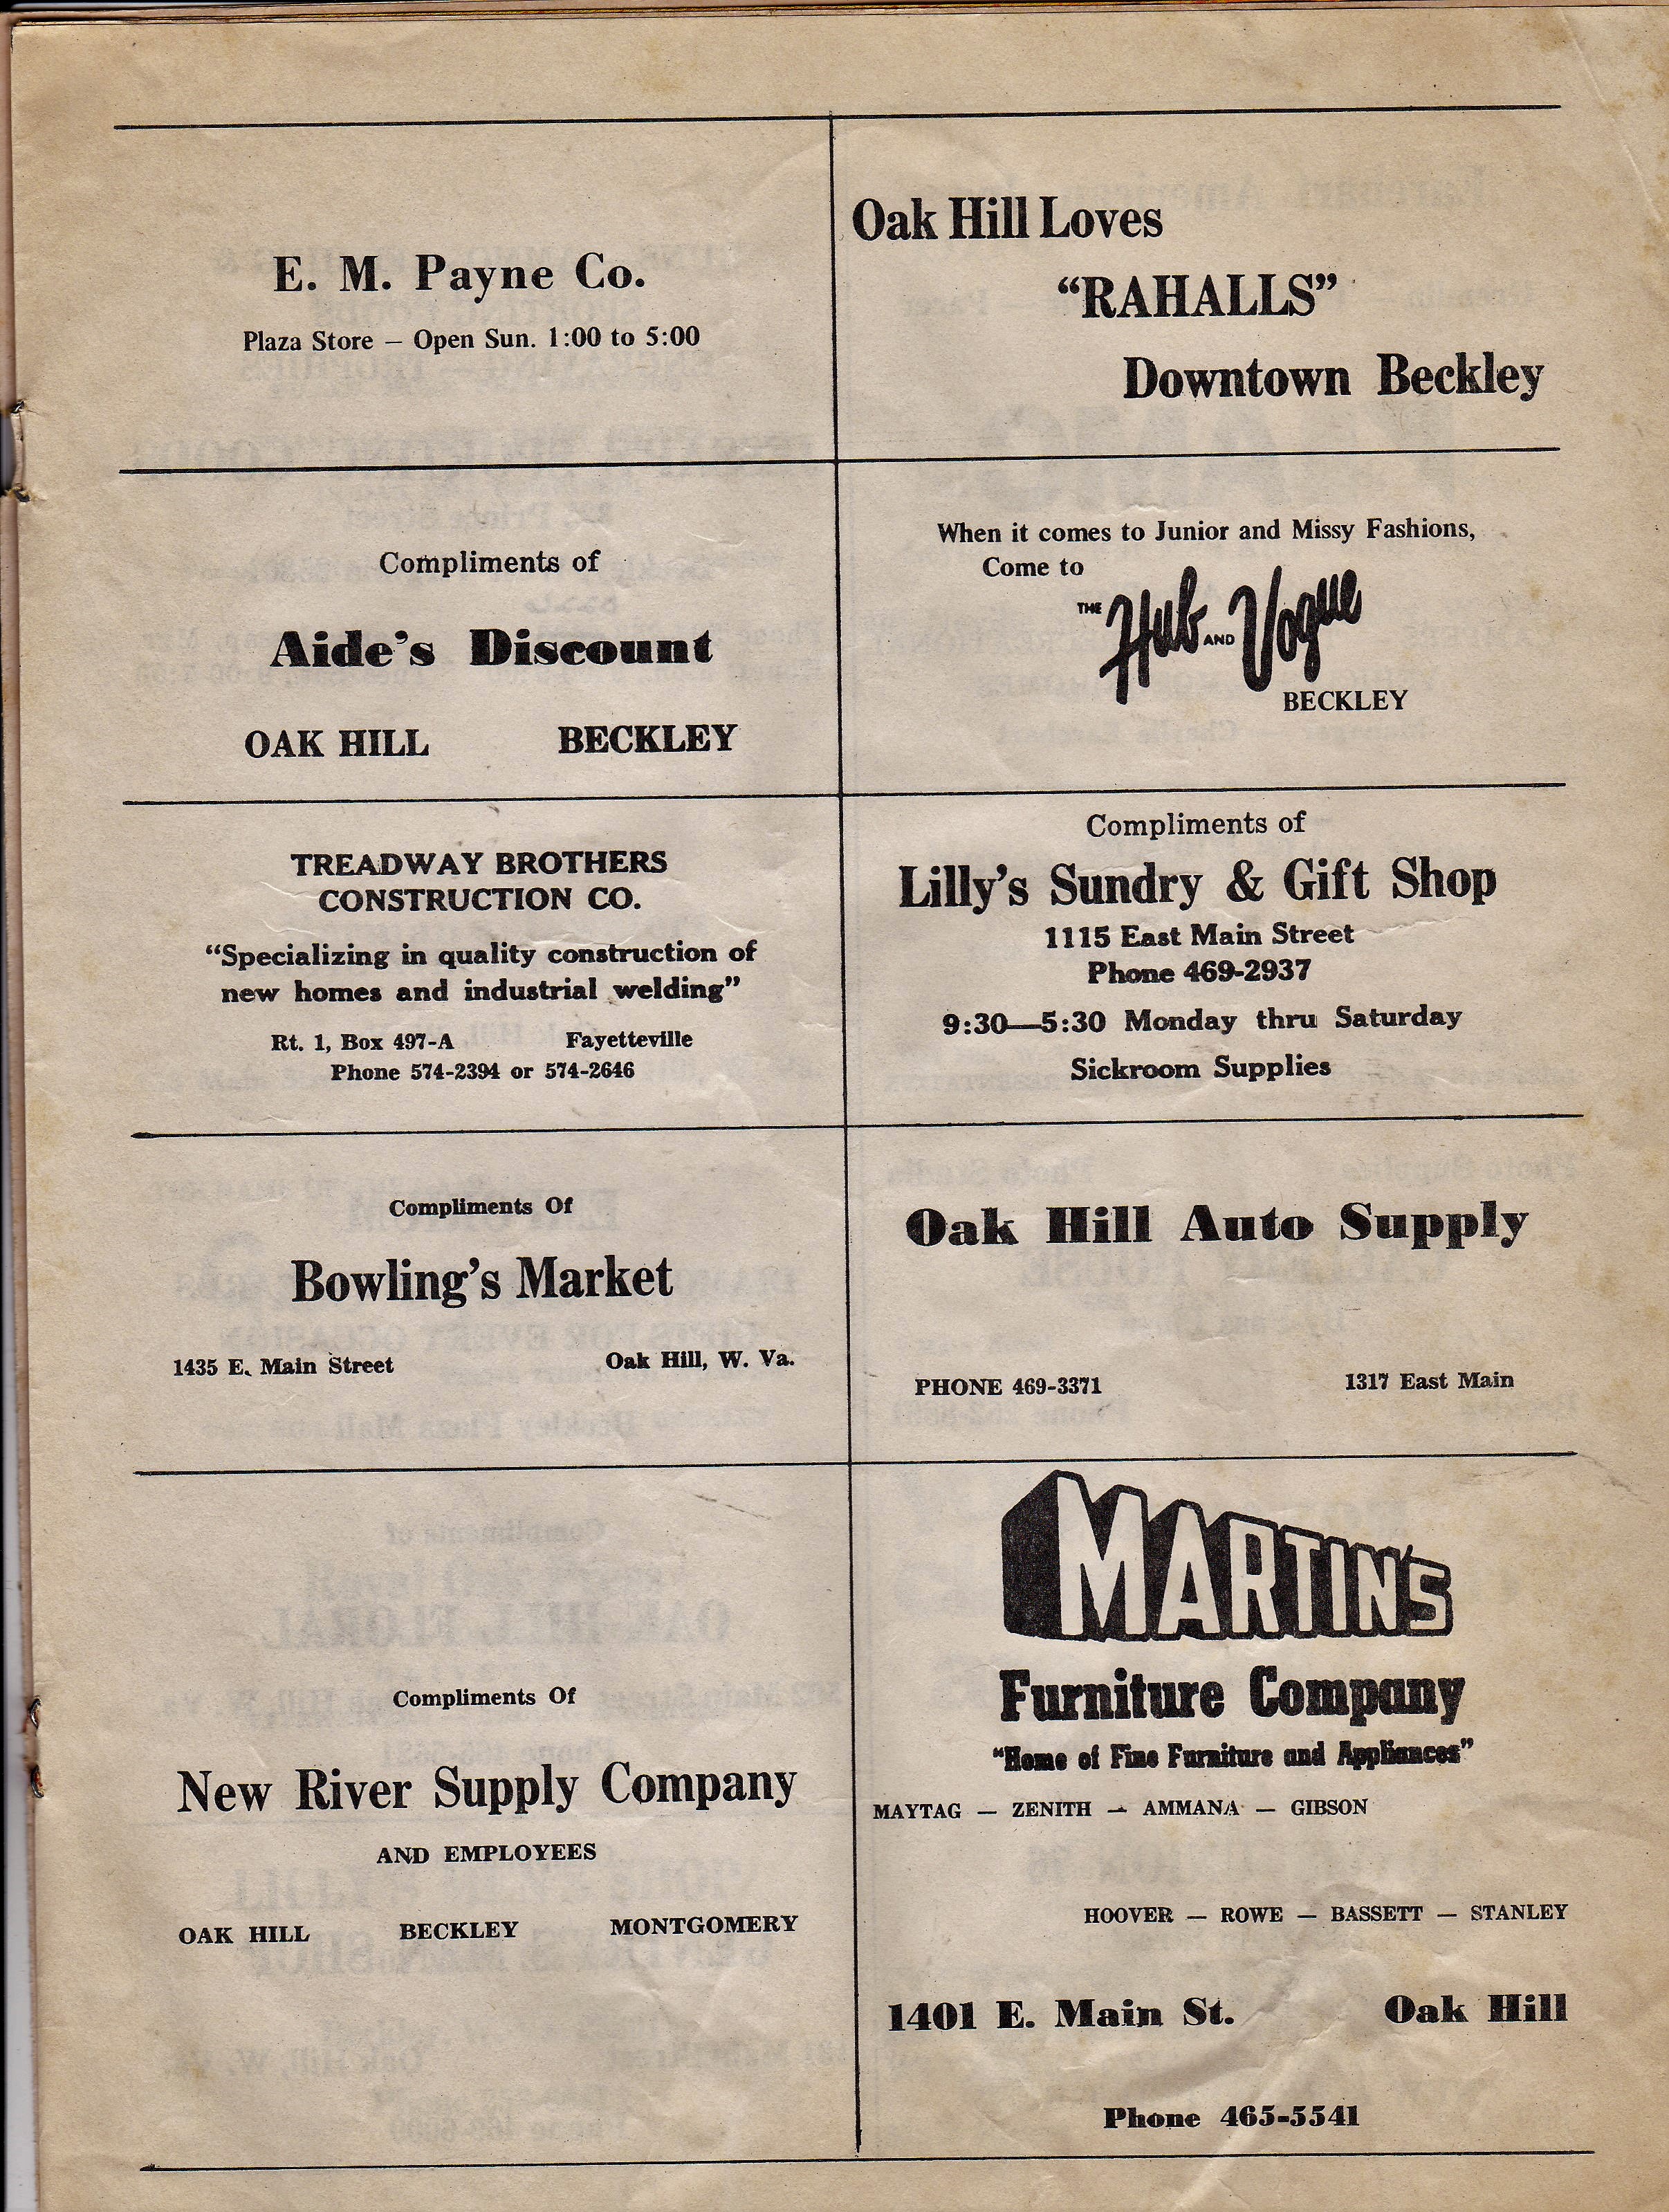 E. M. Payne Co.
Plaza Store — Open Sun. 1:00 to 5:00
Oak Hill Loves
“RAHALLS”
Downtown Beckley
Compliments of
Aide’s Discount
OAK HILL BECKLEY
When it comes to Junior and Missy Fashions,
Come to
THE Hub AND Vogue
BECKLEY
TREADWAY BROTHERS
CONSTRUCTION CO.
“Specializing in quality construction of
new homes and industrial welding”
Rt. 1, Box 497-A Fayetteville
Phone 574-2394 or 574-2646
Compliments of
Lilly’s Sundry & Gift Shop
1115 East Main Street
Phone 469-2937
9:30—5:30 Monday thru Saturday
Sickroom Supplies
Compliments Of
Bowling’s Market
1435 E. Main Street Oak Hill, W. Va.
Oak Hill Auto Supply
PHONE 469-3371 1317 East Main
Compliments Of
New River Supply Company
AND EMPLOYEES
OAK HILL BECKLEY MONTGOMERY
MARTIN'S
Furniture Company
“Home of Fine Furniture and Appliances”
MAYTAG — ZENITH — AMMANA — GIBSON
HOOVER — ROWE — BASSETT — STANLEY
1401 E. Main St. Oak Hill
Phone 465-5541